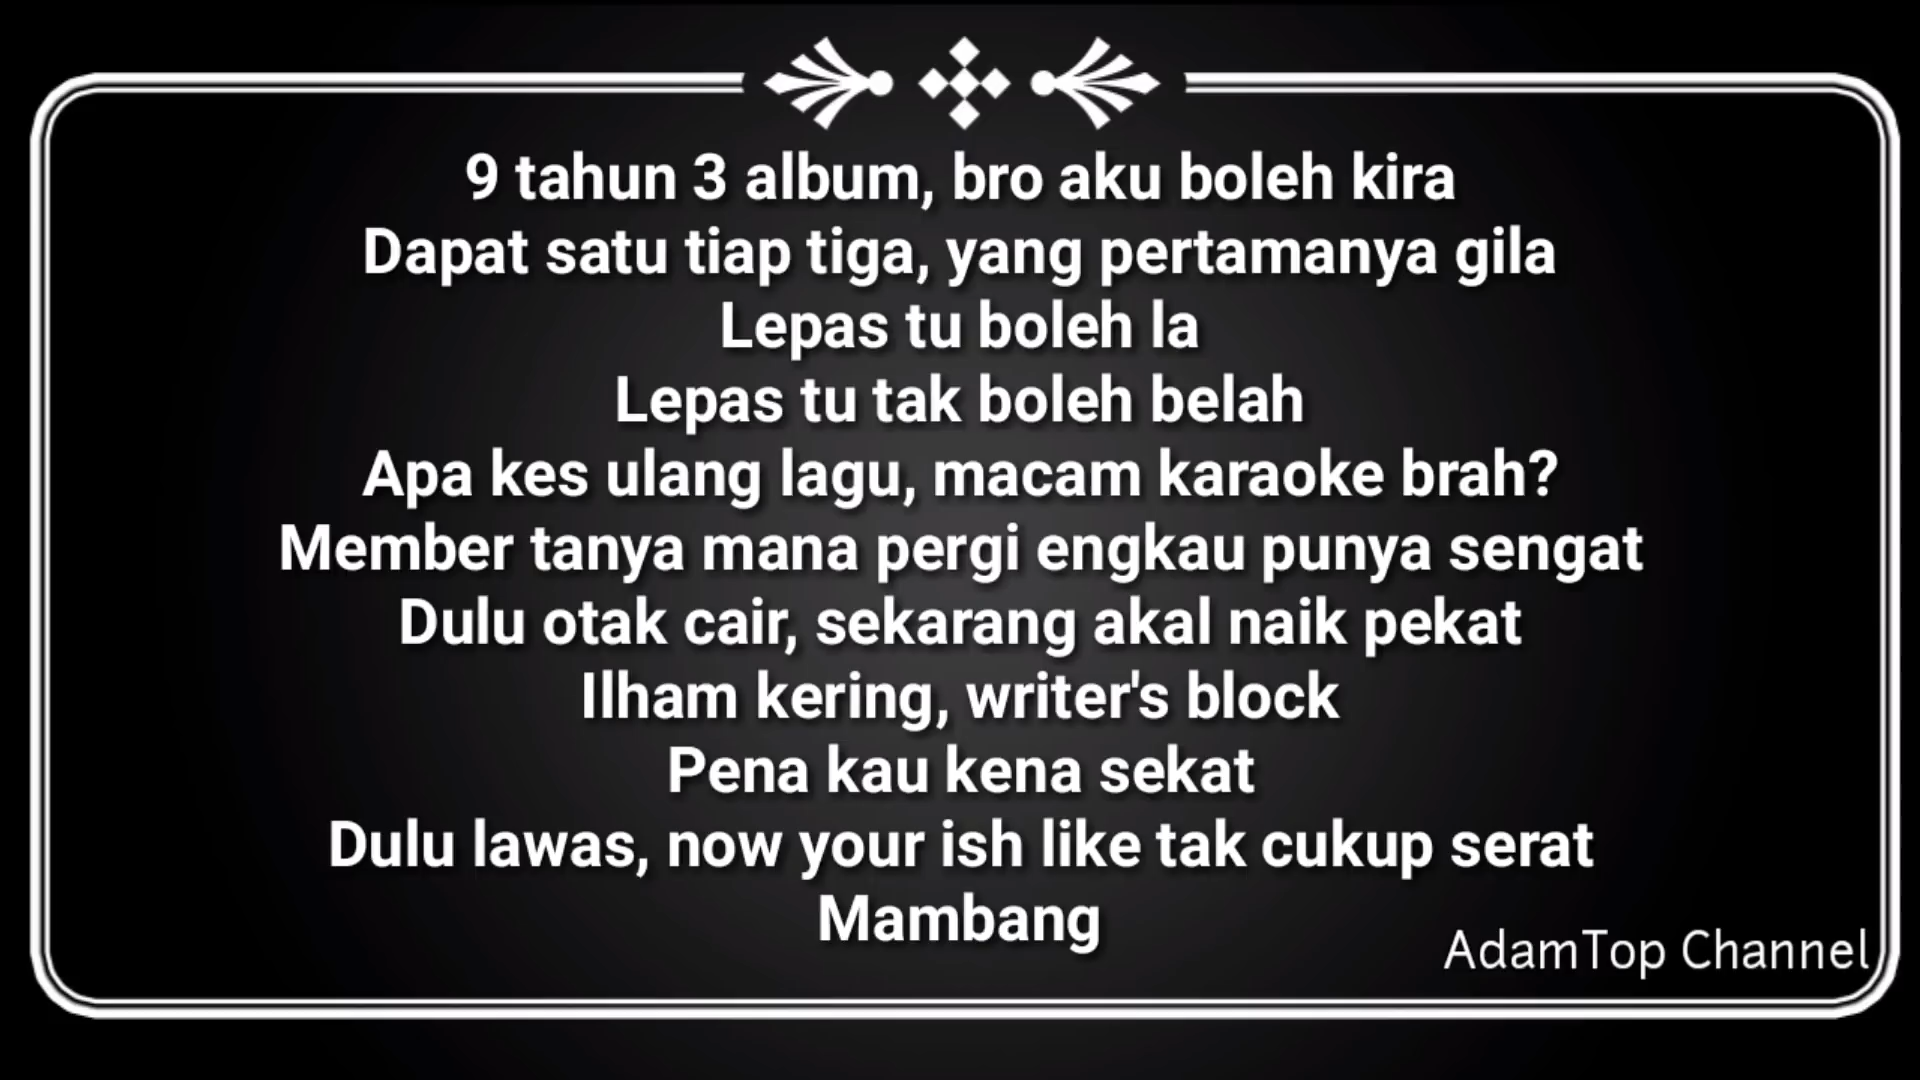 9 tahun 3 album, bro aku boleh kira
Dapat satu tiap tiga, yang pertamanya gila
Lepas tu boleh la
Lepas tu tak boleh belah
Apa kes ulang lagu, macam karaoke brah?
Member tanya mana pergi engkau punya sengat
Dulu otak cair, sekarang akal naik pekat
Ilham kering, writer's block
Pena kau kena sekat
Dulu lawas, now your ish like tak cukup serat
Mambang
AdamTop Channel